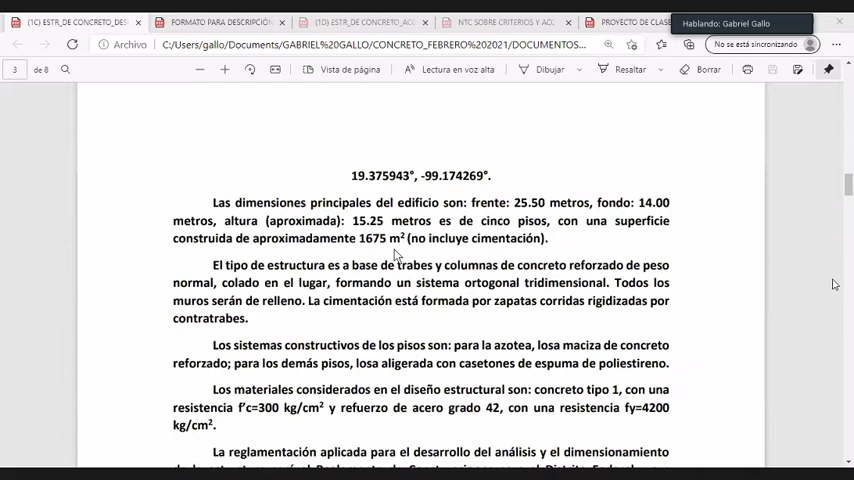 (1C) ESTR_DE CONCRETO_DES
FORMATO PARA DESCRIPCIÓN
(1D) ESTR_DE CONCRETO_ACC
NTC SOBRE CRITERIOS Y ACC
PROYECTO DE CLASE
Hablando: Gabriel Gallo
Archivo
C:/Users/gallo/Documents/GABRIEL%20GALLO/CONCRETO_FEBRERO%202021/DOCUMENTOS...
No se está sincronizando
3 de 8
Vista de página
Lectura en voz alta
Dibujar
Resaltar
Borrar
19.375943°, -99.174269°.
Las dimensiones principales del edificio son: frente: 25.50 metros, fondo: 14.00
metros, altura (aproximada): 15.25 metros es de cinco pisos, con una superficie
construida de aproximadamente 1675 m² (no incluye cimentación).
El tipo de estructura es a base de trabes y columnas de concreto reforzado de peso
normal, colado en el lugar, formando un sistema ortogonal tridimensional. Todos los
muros serán de relleno. La cimentación está formada por zapatas corridas rigidizadas por
contratrabes.
Los sistemas constructivos de los pisos son: para la azotea, losa maciza de concreto
reforzado; para los demás pisos, losa aligerada con casetones de espuma de poliestireno.
Los materiales considerados en el diseño estructural son: concreto tipo 1, con una
resistencia f'c=300 kg/cm² y refuerzo de acero grado 42, con una resistencia fy=4200
kg/cm².
La reglamentación aplicada para el desarrollo del análisis y el dimensionamiento